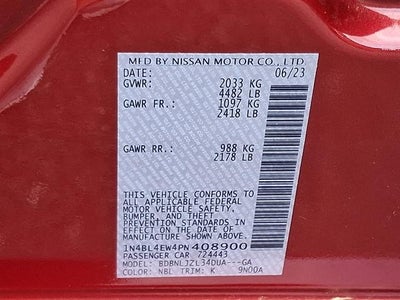 MFD BY NISSAN MOTOR CO., LTD.
DATE: 06/23
GVWR: 2033 KG
4482 LB
GAWR FR.: 1097 KG
2418 LB
GAWR RR.: 988 KG
2178 LB
THIS VEHICLE CONFORMS TO
ALL APPLICABLE U.S. FEDERAL
MOTOR VEHICLE SAFETY,
BUMPER, AND THEFT
PREVENTION STANDARDS
IN EFFECT ON THE DATE OF
MANUFACTURE SHOWN ABOVE.
1N4BL4EW4PN408900
PASSENGER CAR 724443
MODEL: BDBNLJZL34DUA---GA
COLOR: NBL TRIM: K 9N00A